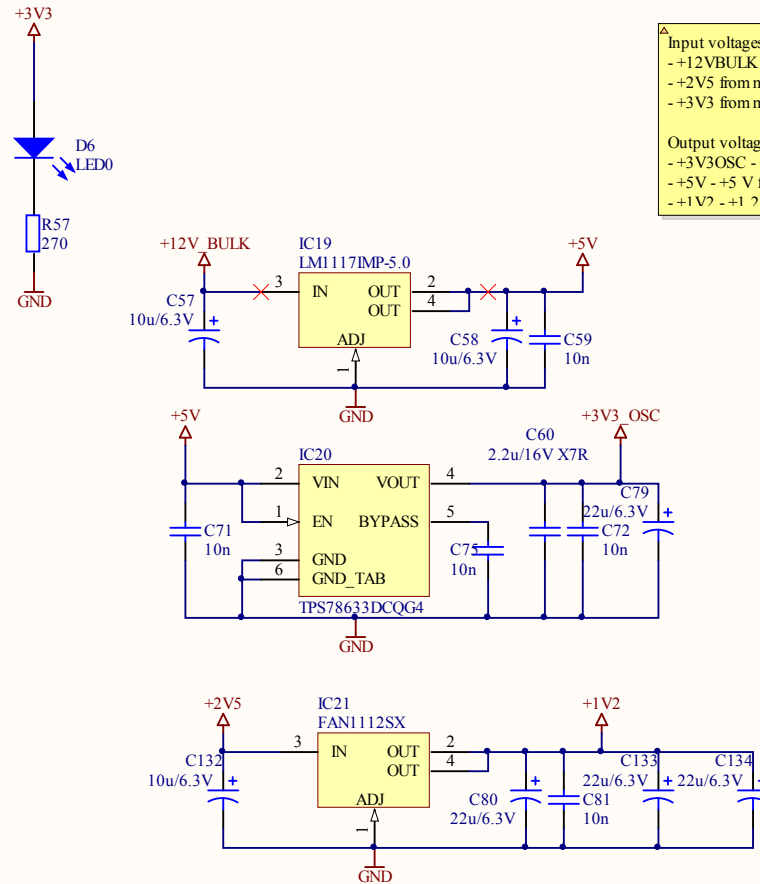 +3V3
D6
LED0
R57
270
GND
Input voltages
- +12VBULK
- +2V5 from
- +3V3 from
Output voltag
- +3V3OSC -
- +5V - +5 V
- +1V2 - +1.2
+12V_BULK
IC19
LM1117IMP-5.0
+5V
C57
10u/6.3V
+
3
IN
OUT
2
OUT
4
ADJ
1
C58
10u/6.3V
+
C59
10n
GND
+5V
IC20
C60
2.2u/16V X7R
+3V3_OSC
2
VIN
VOUT
4
1
EN
BYPASS
5
3
GND
6
GND_TAB
TPS78633DCQG4
C71
10n
C75
10n
C72
10n
C79
22u/6.3V
+
GND
+2V5
IC21
FAN1112SX
+1V2
C132
10u/6.3V
+
3
IN
OUT
2
OUT
4
ADJ
1
C80
22u/6.3V
+
C81
10n
C133
22u/6.3V
+
C134
22u/6.3V
+
GND